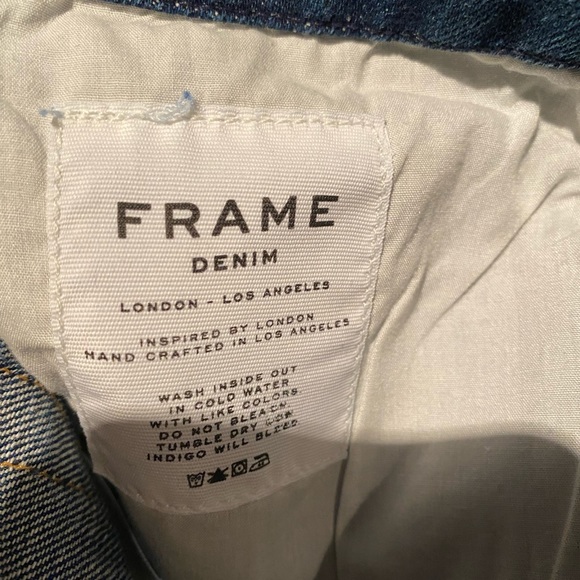 FRAME
DENIM
LONDON - LOS ANGELES
INSPIRED BY LONDON
HAND CRAFTED IN LOS ANGELES
WASH INSIDE OUT
IN COLD WATER
WITH LIKE COLORS
DO NOT BLEACH
TUMBLE DRY LOW
INDIGO WILL BLEED